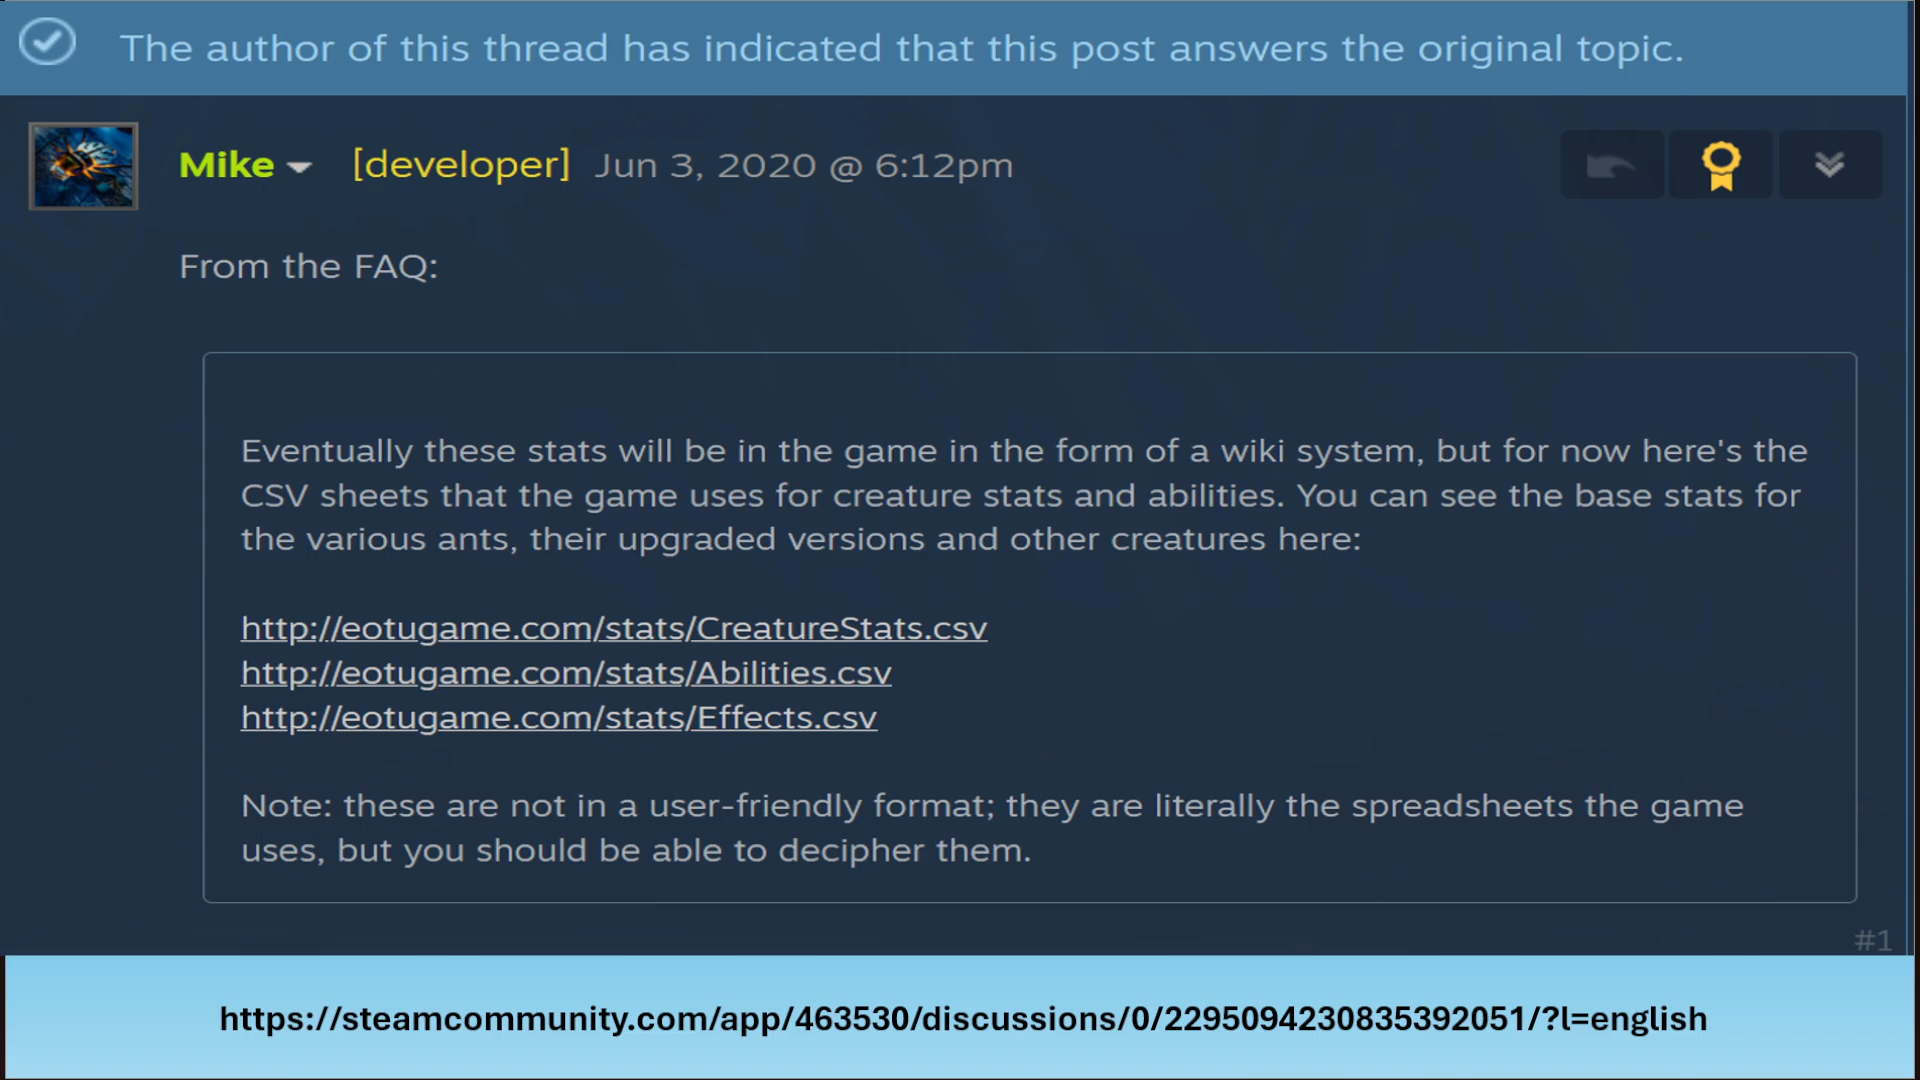 The author of this thread has indicated that this post answers the original topic.
Mike [developer] Jun 3, 2020 @ 6:12pm
From the FAQ:
Eventually these stats will be in the game in the form of a wiki system, but for now here's the
CSV sheets that the game uses for creature stats and abilities. You can see the base stats for
the various ants, their upgraded versions and other creatures here:
http://eotugame.com/stats/CreatureStats.csv
http://eotugame.com/stats/Abilities.csv
http://eotugame.com/stats/Effects.csv
Note: these are not in a user-friendly format; they are literally the spreadsheets the game
uses, but you should be able to decipher them.
#1
https://steamcommunity.com/app/463530/discussions/0/2295094230835392051/?l=english